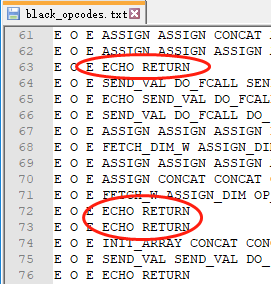 black_opcodes.txt
61 E O E ASSIGN ASSIGN CONCAT
62 E O E ASSIGN ASSIGN ASSIGN
63 E O E ECHO RETURN
64 E O E SEND_VAL DO_FCALL SEN
65 E O E ECHO SEND_VAL DO_FCAL
66 E O E SEND_VAL DO_FCALL DO_
67 E O E ASSIGN ASSIGN ASSIGN
68 E O E FETCH_DIM_W ASSIGN_DI
69 E O E ASSIGN ASSIGN ASSIGN
70 E O E ASSIGN CONCAT CONCAT
71 E O E FETCH_W ASSIGN_DIM OP_
72 E O E ECHO RETURN
73 E O E ECHO RETURN
74 E O E INIT_ARRAY CONCAT CON
75 E O E SEND_VAL SEND_VAL DO_
76 E O E ECHO RETURN